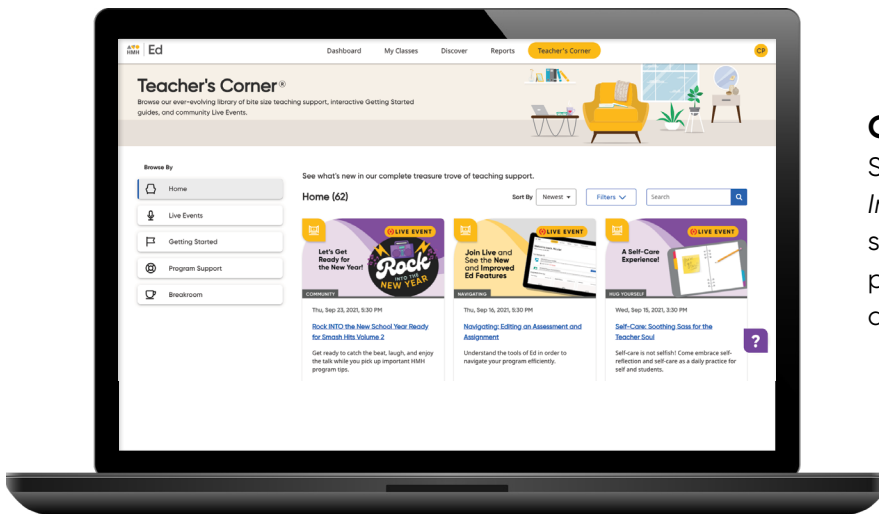 HMH
Ed
Dashboard
My Classes
Discover
Reports
Teacher's Corner
CP
Teacher's Corner®
Browse our ever-evolving library of bite size teaching support, interactive Getting Started
guides, and community Live Events.
Browse By
Home
Live Events
Getting Started
Program Support
Breakroom
See what's new in our complete treasure trove of teaching support.
Home (62)
Sort By
Newest
Filters
Search
LIVE EVENT
Let's Get
Ready for
the New Year!
Rock
INTO THE
NEW YEAR
COMMUNITY
Thu, Sep 23, 2021, 5:30 PM
Rock INTO the New School Year Ready
for Smash Hits Volume 2
Get ready to catch the beat, laugh, and enjoy
the talk while you pick up important HMH
program tips.
LIVE EVENT
Join Live and
See the New
and Improved
Ed Features
NAVIGATING
Thu, Sep 16, 2021, 5:30 PM
Navigating: Editing an Assessment and
Assignment
Understand the tools of Ed in order to
navigate your program efficiently.
LIVE EVENT
A Self-Care
Experience!
HUG YOURSELF
Wed, Sep 15, 2021, 3:30 PM
Self-Care: Soothing Sass for the
Teacher Soul
Self-care is not selfish! Come embrace self-
reflection and self-care as a daily practice for
self and students.
?